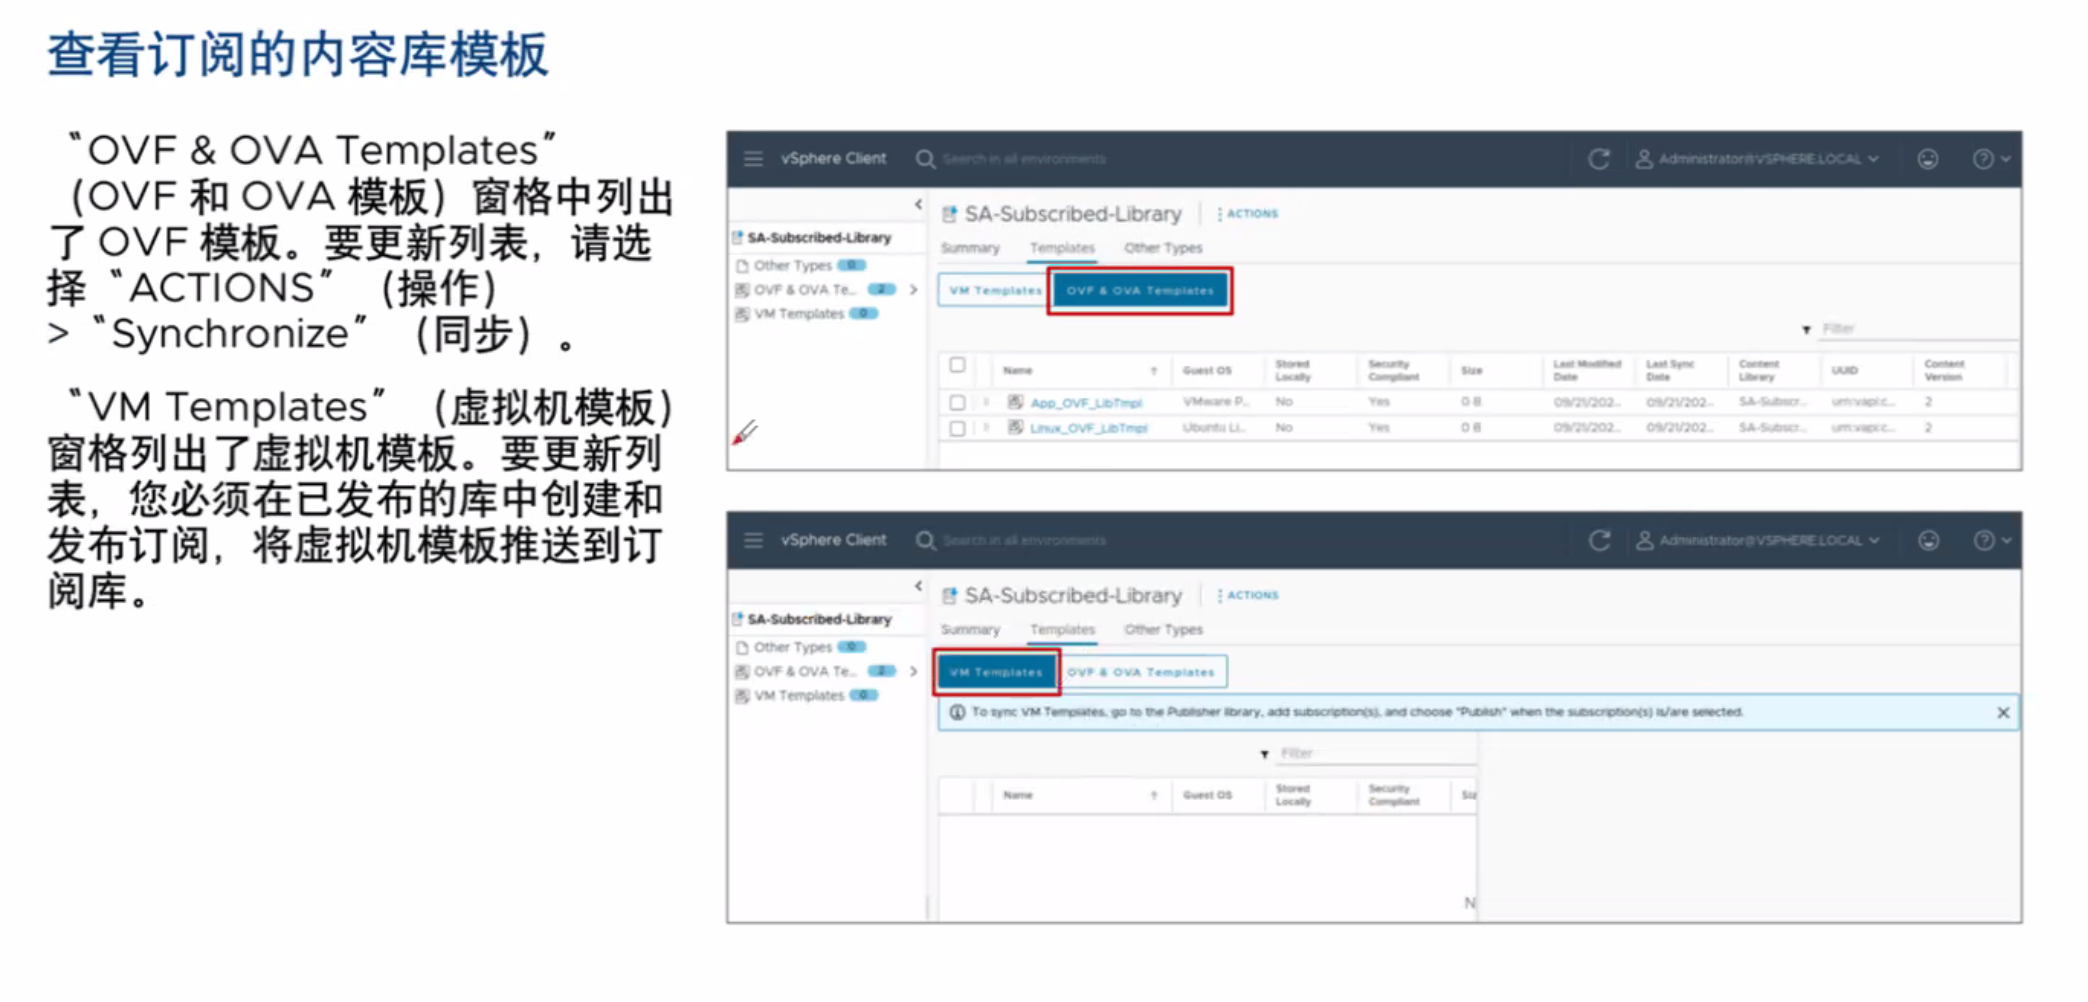 查看订阅的内容库模板
“OVF & OVA Templates”
（OVF 和 OVA 模板）窗格中列出
了 OVF 模板。要更新列表，请选
择“ACTIONS”（操作）
>“Synchronize”（同步）。
“VM Templates”（虚拟机模板）
窗格列出了虚拟机模板。要更新列
表，您必须在已发布的库中创建和
发布订阅，将虚拟机模板推送到订
阅库。
vSphere Client Search in all environments Administrator@VSPHERE.LOCAL
SA-Subscribed-Library ACTIONS
SA-Subscribed-Library
Summary Templates Other Types
Other Types 0
OVF & OVA Te... 2
VM Templates 0
VM Templates OVF & OVA Templates
Filter
Name Guest OS Stored Locally Security Compliant Size Last Modified Date Last Sync Date Content Library UUID Content Version
App_OVF_LibTmpl VMware P... No Yes 0 B 09/21/202... 09/21/202... SA-Subscr... urn:vapi:c... 2
Linux_OVF_LibTmpl Ubuntu Li... No Yes 0 B 09/21/202... 09/21/202... SA-Subscr... urn:vapi:c... 2
vSphere Client Search in all environments Administrator@VSPHERE.LOCAL
SA-Subscribed-Library ACTIONS
SA-Subscribed-Library
Summary Templates Other Types
Other Types 0
OVF & OVA Te... 2
VM Templates 0
VM Templates OVF & OVA Templates
To sync VM Templates, go to the Publisher library, add subscription(s), and choose "Publish" when the subscription(s) is/are selected.
Filter
Name Guest OS Stored Locally Security Compliant Siz
N